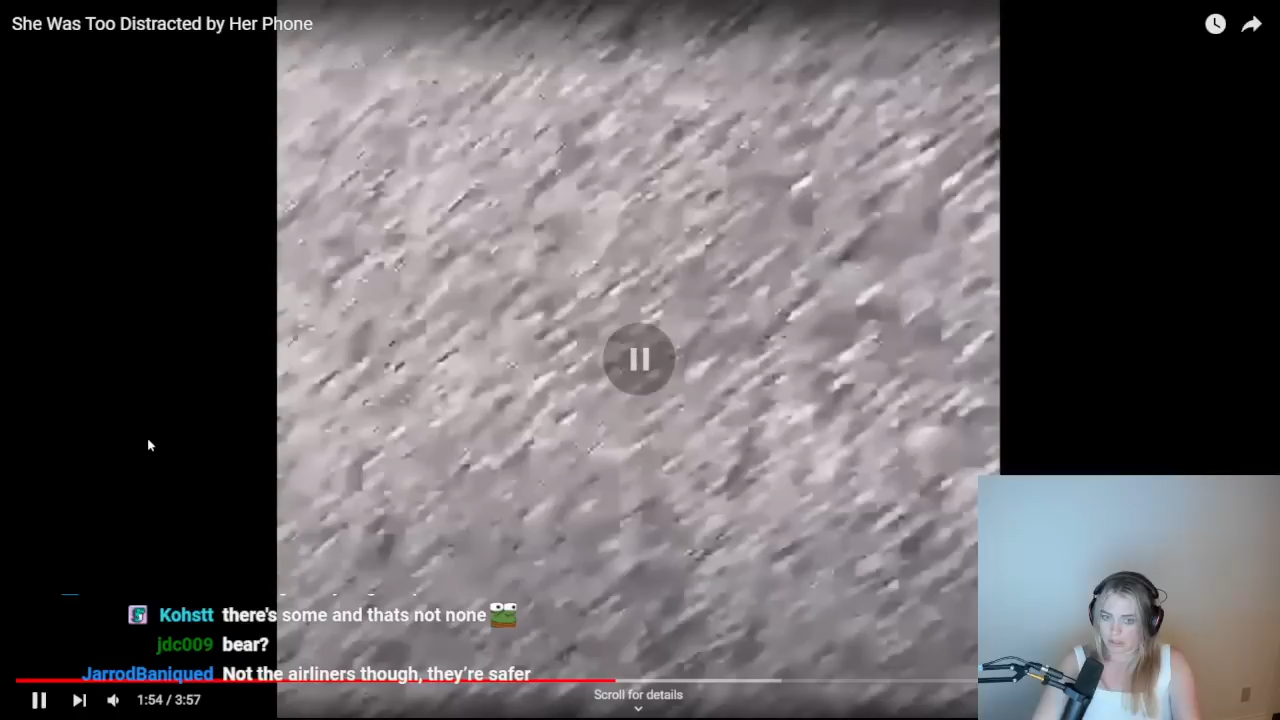 She Was Too Distracted by Her Phone
Kohstt there's some and thats not none
jdc009 bear?
JarrodBaniqued Not the airliners though, they're safer
Scroll for details
1:54 / 3:57